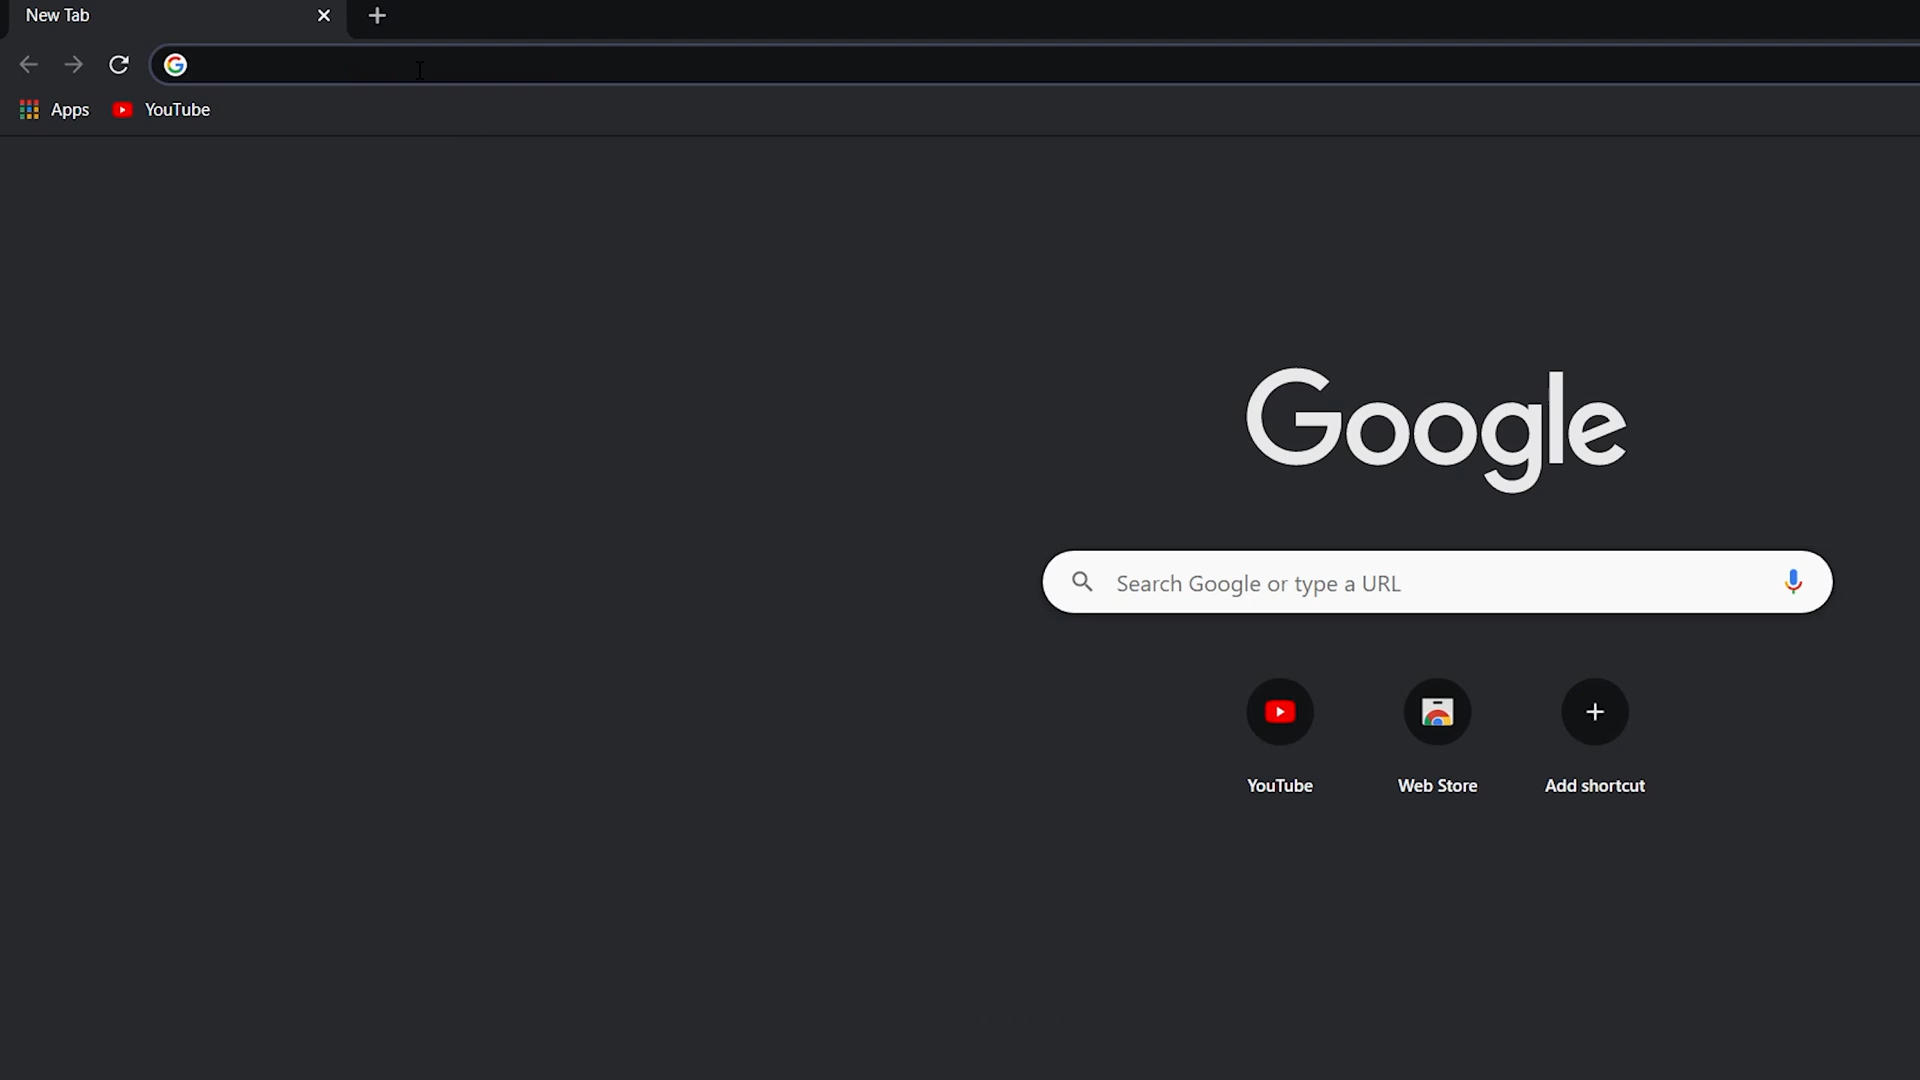 New Tab
Apps YouTube
Google
Search Google or type a URL
YouTube Web Store Add shortcut